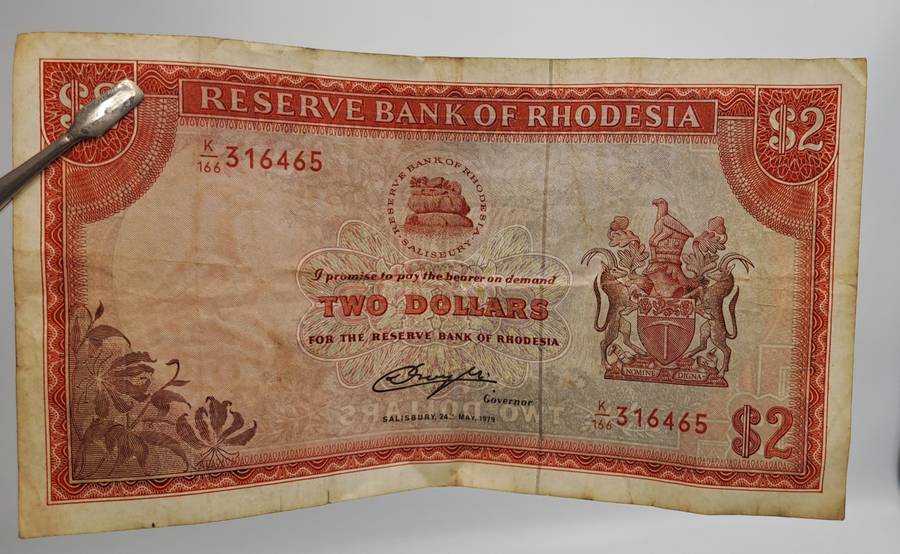 RESERVE BANK OF RHODESIA
$2
K/166 316465
RESERVE BANK OF RHODESIA
SALISBURY
I promise to pay the bearer on demand
TWO DOLLARS
FOR THE RESERVE BANK OF RHODESIA
Governor
SALISBURY, 24TH MAY, 1979
NOMINE DIGNA
K/166 316465
$2